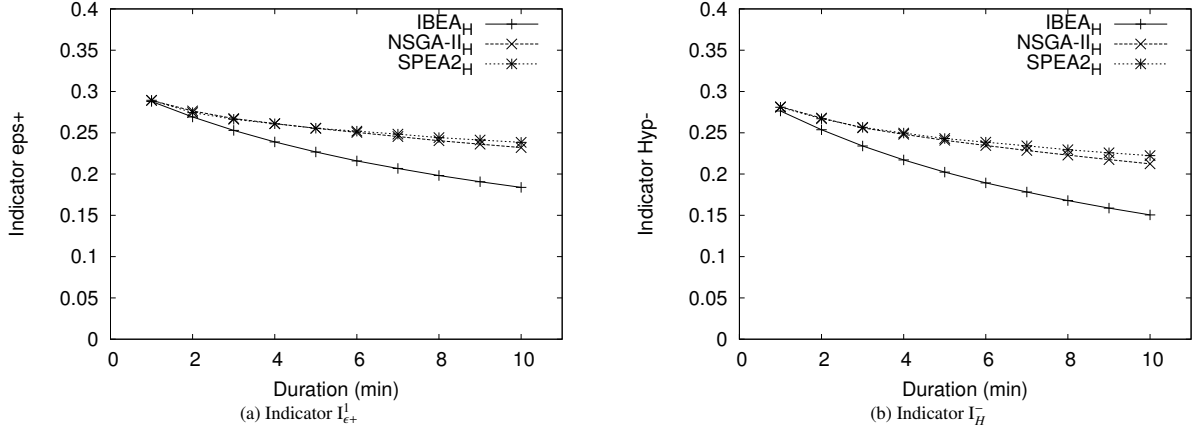 0.4
0.35
0.3
0.25
0.2
0.15
0.1
0.05
0
0 2 4 6 8 10
Indicator eps+
Duration (min)
IBEA_H
NSGA-II_H
SPEA2_H
(a) Indicator I¹_ϵ+
0.4
0.35
0.3
0.25
0.2
0.15
0.1
0.05
0
0 2 4 6 8 10
Indicator Hyp-
Duration (min)
IBEA_H
NSGA-II_H
SPEA2_H
(b) Indicator I⁻_H